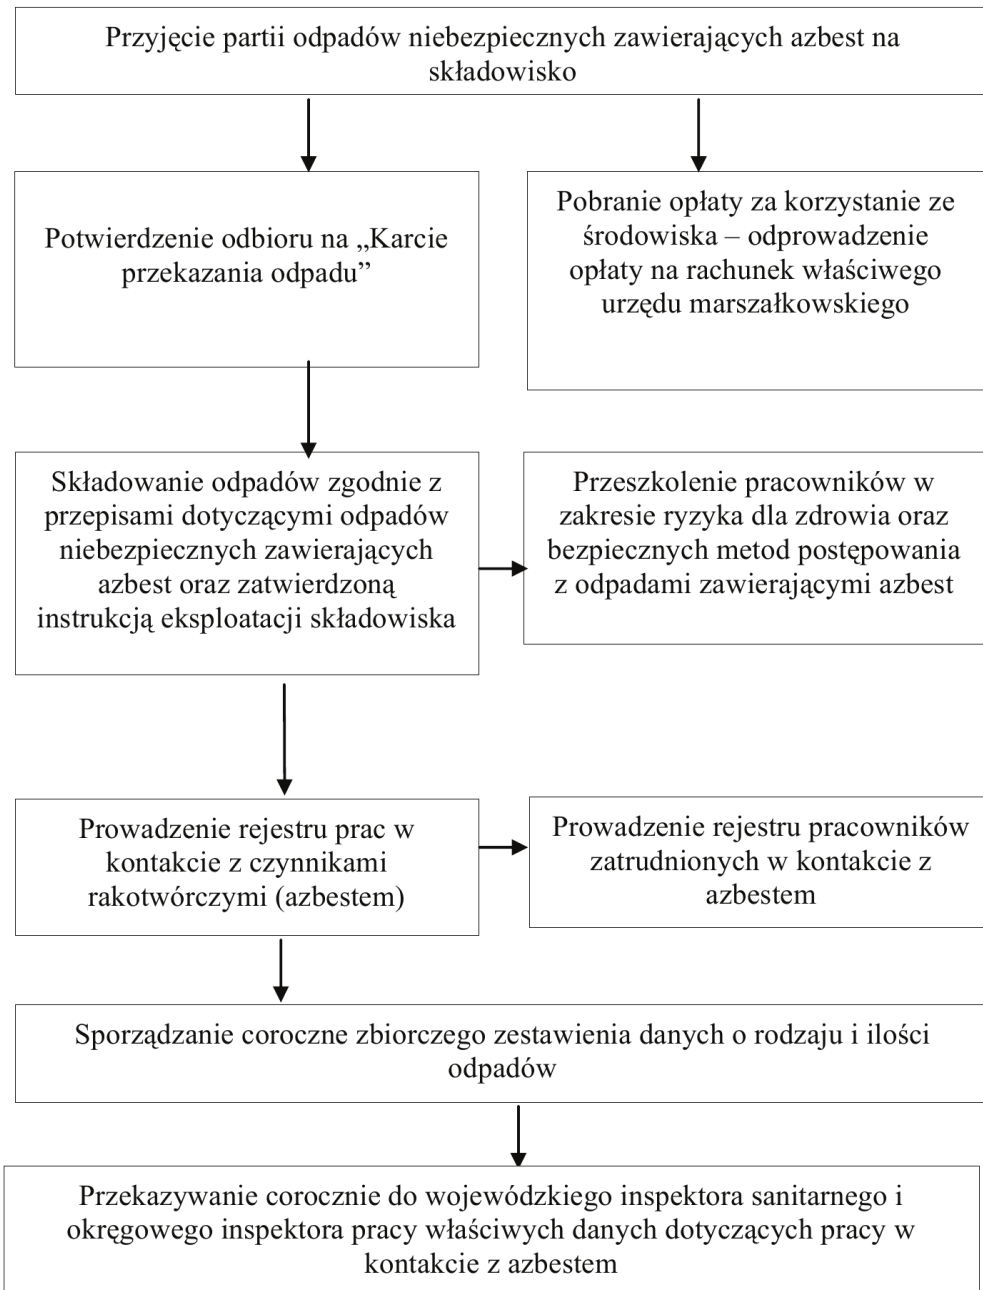 Przyjęcie partii odpadów niebezpiecznych zawierających azbest na
składowisko
Potwierdzenie odbioru na „Karcie
przekazania odpadu”
Pobranie opłaty za korzystanie ze
środowiska – odprowadzenie
opłaty na rachunek właściwego
urzędu marszałkowskiego
Składowanie odpadów zgodnie z
przepisami dotyczącymi odpadów
niebezpiecznych zawierających
azbest oraz zatwierdzoną
instrukcją eksploatacji składowiska
Przeszkolenie pracowników w
zakresie ryzyka dla zdrowia oraz
bezpiecznych metod postępowania
z odpadami zawierającymi azbest
Prowadzenie rejestru prac w
kontakcie z czynnikami
rakotwórczymi (azbestem)
Prowadzenie rejestru pracowników
zatrudnionych w kontakcie z
azbestem
Sporządzanie coroczne zbiorczego zestawienia danych o rodzaju i ilości
odpadów
Przekazywanie corocznie do wojewódzkiego inspektora sanitarnego i
okręgowego inspektora pracy właściwych danych dotyczących pracy w
kontakcie z azbestem